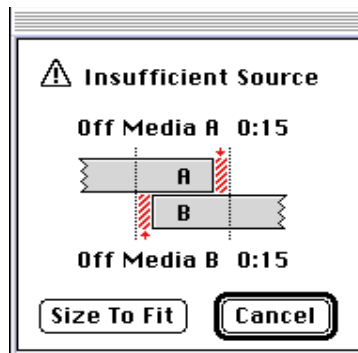 Insufficient Source
Off Media A 0:15
A
B
Off Media B 0:15
Size To Fit Cancel